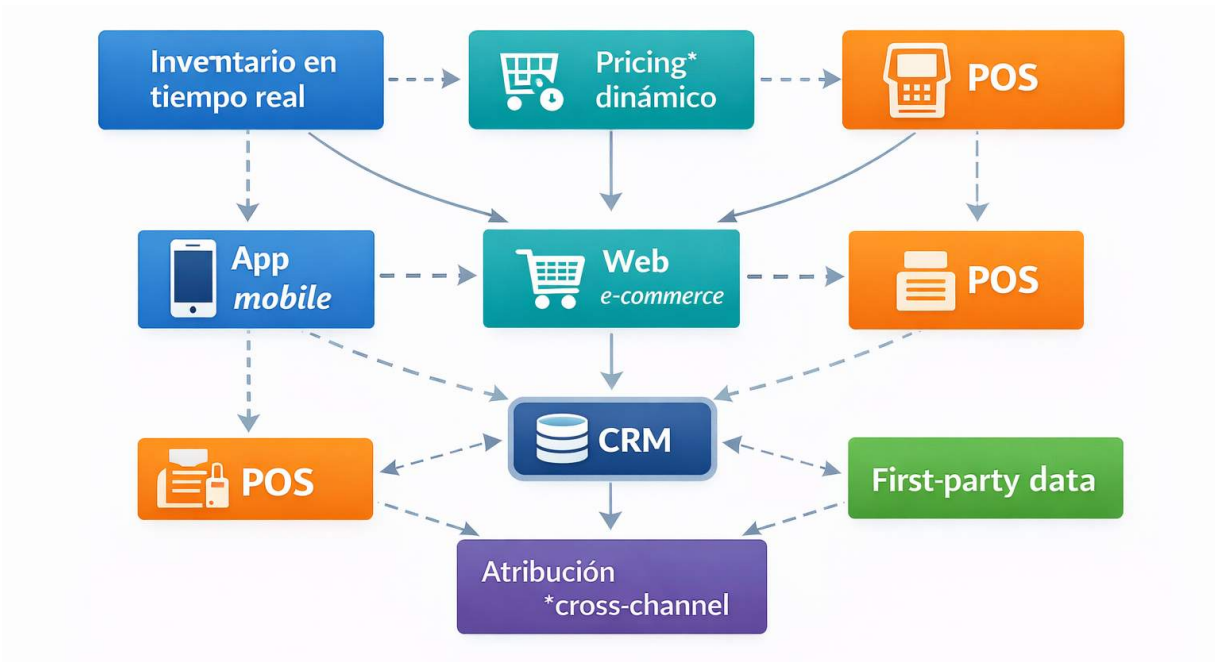 Inventario en
tiempo real
Pricing*
dinámico
POS
App
mobile
Web
e-commerce
POS
POS
CRM
First-party data
Atribución
*cross-channel